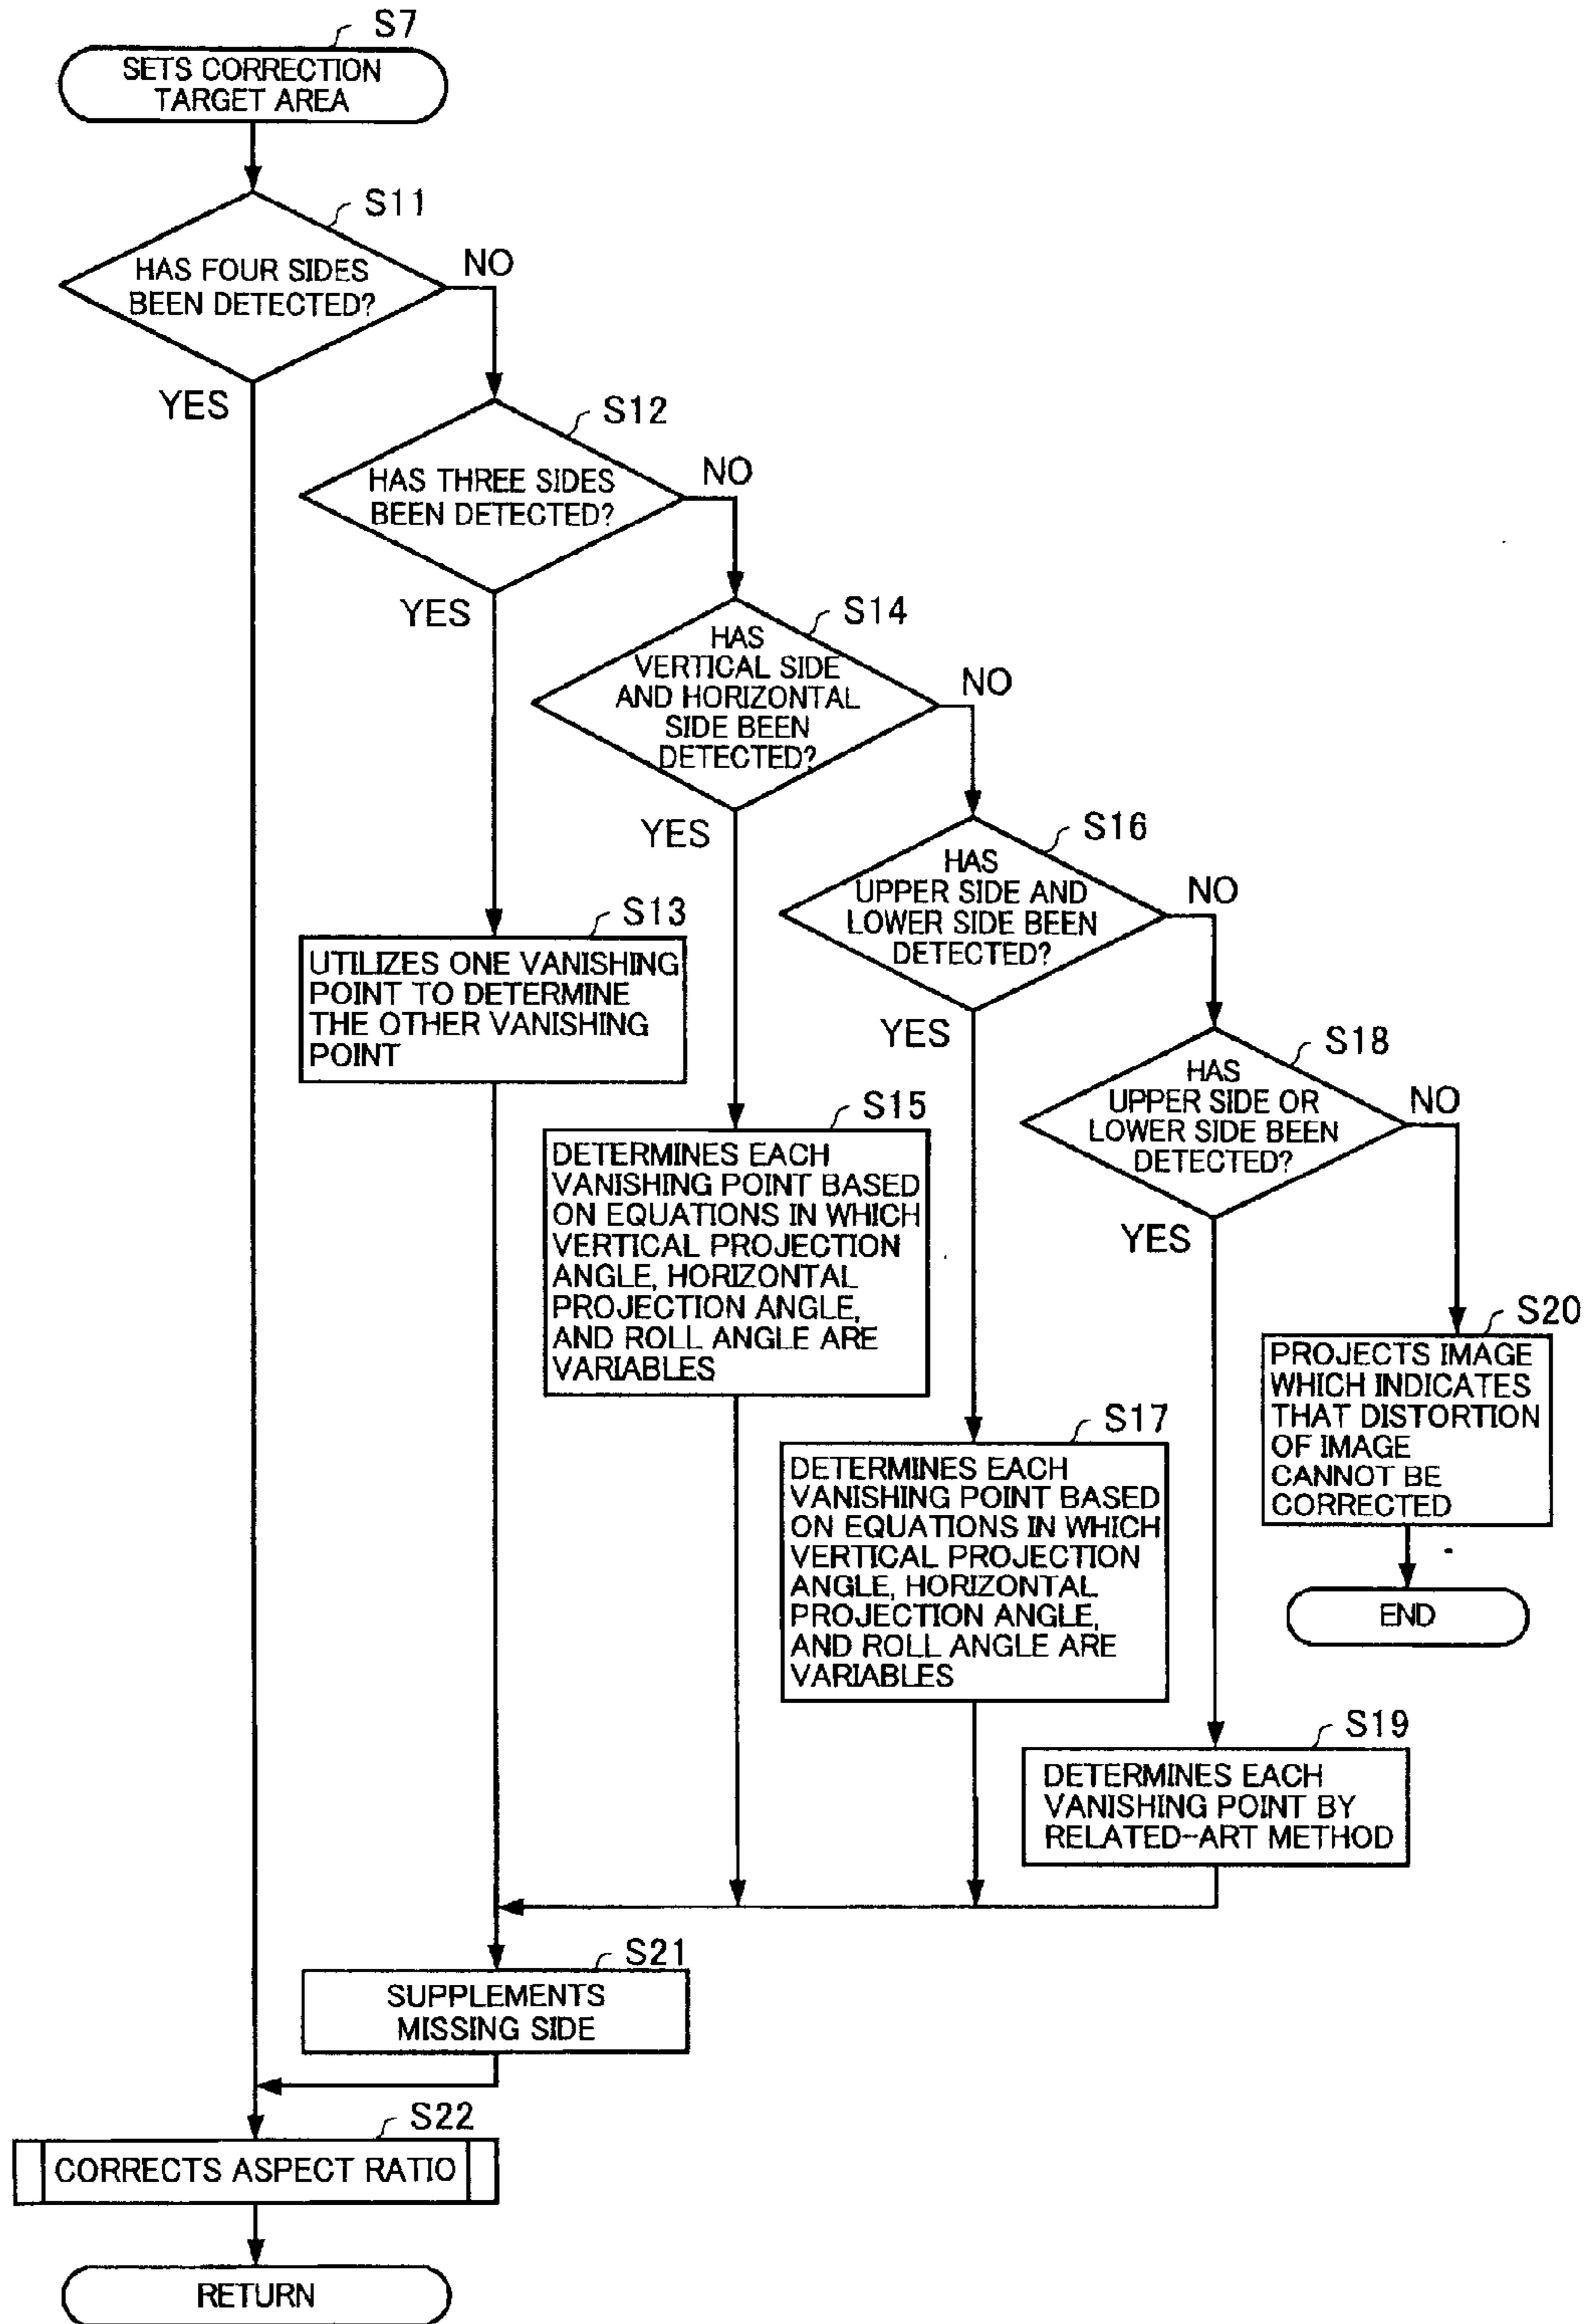 S7
SETS CORRECTION
TARGET AREA
S11
HAS FOUR SIDES
BEEN DETECTED?
NO
YES
S12
HAS THREE SIDES
BEEN DETECTED?
NO
YES
S14
HAS
VERTICAL SIDE
AND HORIZONTAL
SIDE BEEN
DETECTED?
NO
YES
S16
HAS
UPPER SIDE AND
LOWER SIDE BEEN
DETECTED?
NO
YES
S13
UTILIZES ONE VANISHING
POINT TO DETERMINE
THE OTHER VANISHING
POINT
S18
HAS
UPPER SIDE OR
LOWER SIDE BEEN
DETECTED?
NO
YES
S15
DETERMINES EACH
VANISHING POINT BASED
ON EQUATIONS IN WHICH
VERTICAL PROJECTION
ANGLE, HORIZONTAL
PROJECTION ANGLE,
AND ROLL ANGLE ARE
VARIABLES
S20
PROJECTS IMAGE
WHICH INDICATES
THAT DISTORTION
OF IMAGE
CANNOT BE
CORRECTED
END
S17
DETERMINES EACH
VANISHING POINT BASED
ON EQUATIONS IN WHICH
VERTICAL PROJECTION
ANGLE, HORIZONTAL
PROJECTION ANGLE,
AND ROLL ANGLE ARE
VARIABLES
S19
DETERMINES EACH
VANISHING POINT BY
RELATED-ART METHOD
S21
SUPPLEMENTS
MISSING SIDE
S22
CORRECTS ASPECT RATIO
RETURN